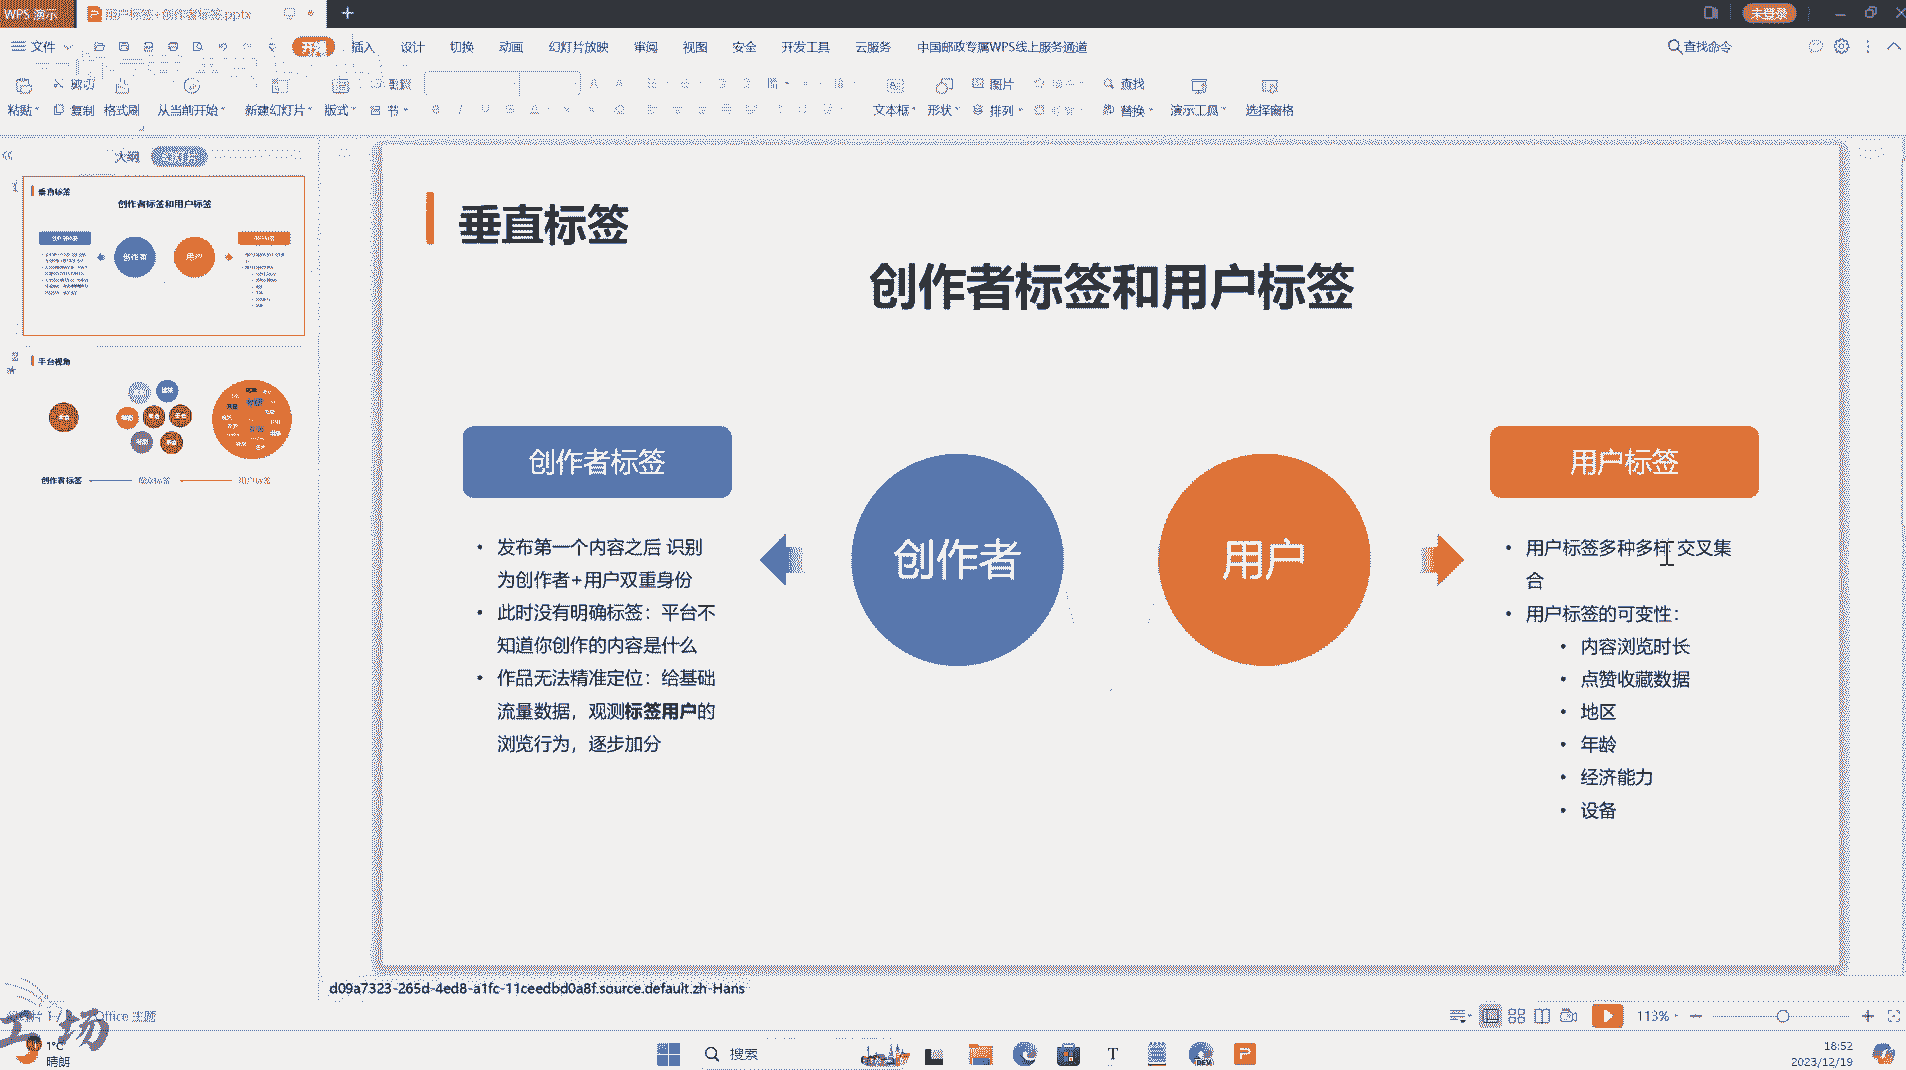 WPS 演示
用户标签+创作者标签.pptx
未登录
文件
开始
插入
设计
切换
动画
幻灯片放映
审阅
视图
安全
开发工具
云服务
中国邮政专属WPS线上服务通道
查找命令
剪切
图片
查找
粘贴
复制
格式刷
从当前开始
新建幻灯片
版式
节
文本框
形状
排列
替换
演示工具
选择窗格
大纲
幻灯片
垂直标签
创作者标签和用户标签
创作者
用户
平台视角
创作者标签
用户标签
垂直标签
创作者标签和用户标签
创作者标签
• 发布第一个内容之后 识别
为创作者+用户双重身份
• 此时没有明确标签：平台不
知道你创作的内容是什么
• 作品无法精准定位：给基础
流量数据，观测标签用户的
浏览行为，逐步加分
创作者
用户
用户标签
• 用户标签多种多样 交叉集
合
• 用户标签的可变性：
• 内容浏览时长
• 点赞收藏数据
• 地区
• 年龄
• 经济能力
• 设备
d09a7323-265d-4ed8-a1fc-11ceedbd0a8f.source.default.zh-Hans
Office 主题
113%
1°C
晴朗
搜索
18:52
2023/12/19